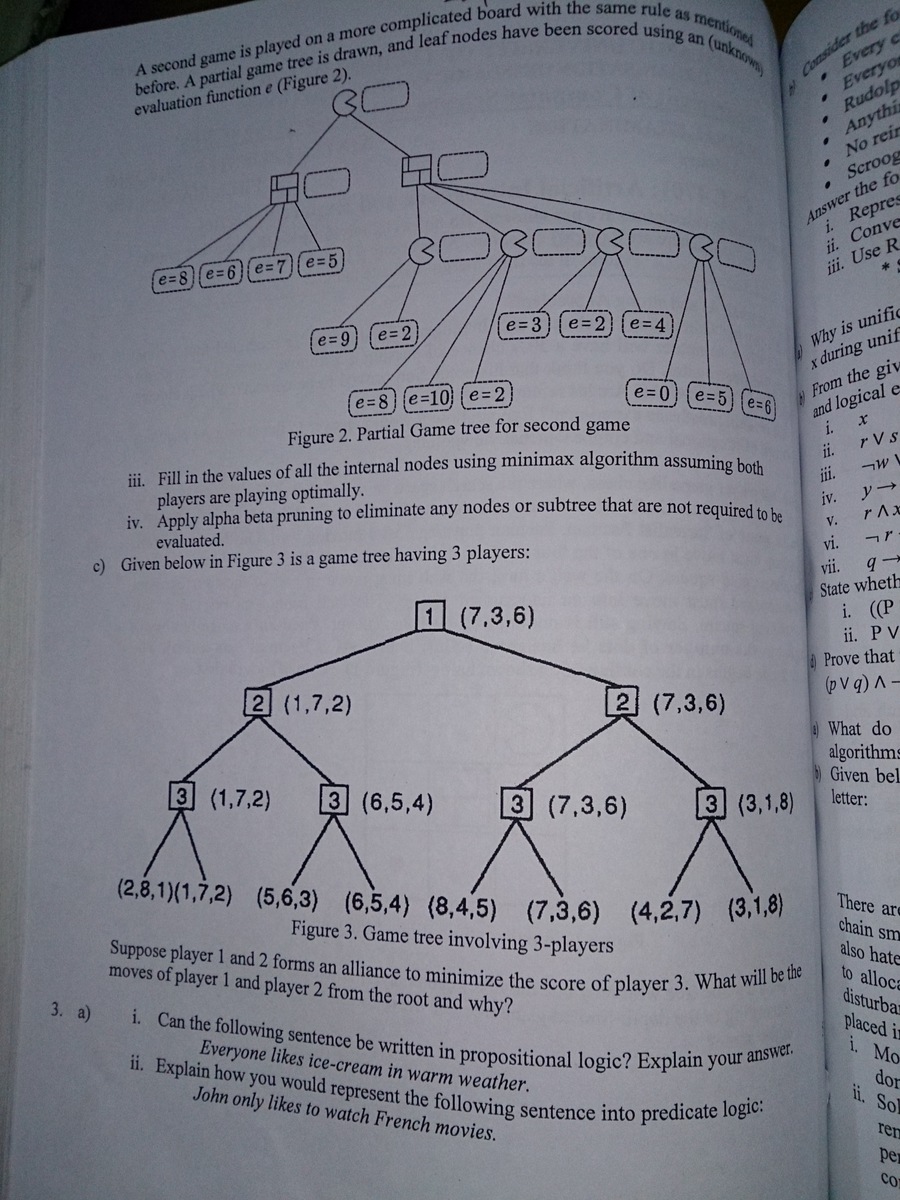 A second game is played on a more complicated board with the same rule as mentioned
before. A partial game tree is drawn, and leaf nodes have been scored using an (unknown)
evaluation function e (Figure 2).
e=8 e=6 e=7 e=5
e=9 e=2 e=3 e=2 e=4
e=8 e=10 e=2 e=0 e=5 e=6
Figure 2. Partial Game tree for second game
iii. Fill in the values of all the internal nodes using minimax algorithm assuming both
players are playing optimally.
iv. Apply alpha beta pruning to eliminate any nodes or subtree that are not required to be
evaluated.
c) Given below in Figure 3 is a game tree having 3 players:
1 (7,3,6)
2 (1,7,2) 2 (7,3,6)
3 (1,7,2) 3 (6,5,4) 3 (7,3,6) 3 (3,1,8)
(2,8,1)(1,7,2) (5,6,3) (6,5,4) (8,4,5) (7,3,6) (4,2,7) (3,1,8)
Figure 3. Game tree involving 3-players
Suppose player 1 and 2 forms an alliance to minimize the score of player 3. What will be the
moves of player 1 and player 2 from the root and why?
3. a) i. Can the following sentence be written in propositional logic? Explain your answer.
Everyone likes ice-cream in warm weather.
ii. Explain how you would represent the following sentence into predicate logic:
John only likes to watch French movies.
Consider the fo
• Every c
• Everyo
• Rudolp
• Anythi
• No rein
• Scroog
Answer the fo
i. Repres
ii. Conve
iii. Use R
*
Why is unific
x during unif
From the giv
and logical e
i. x
ii. r ∨ s
iii. ¬w ∨
iv. y →
v. r ∧ x
vi. ¬r
vii. q →
State wheth
i. ((P
ii. P ∨
Prove that
(p ∨ q) ∧ ¬
What do
algorithms
Given bel
letter:
There are
chain sm
also hate
to alloca
disturba
placed i
i. Mo
don
ii. Sol
ren
per
co